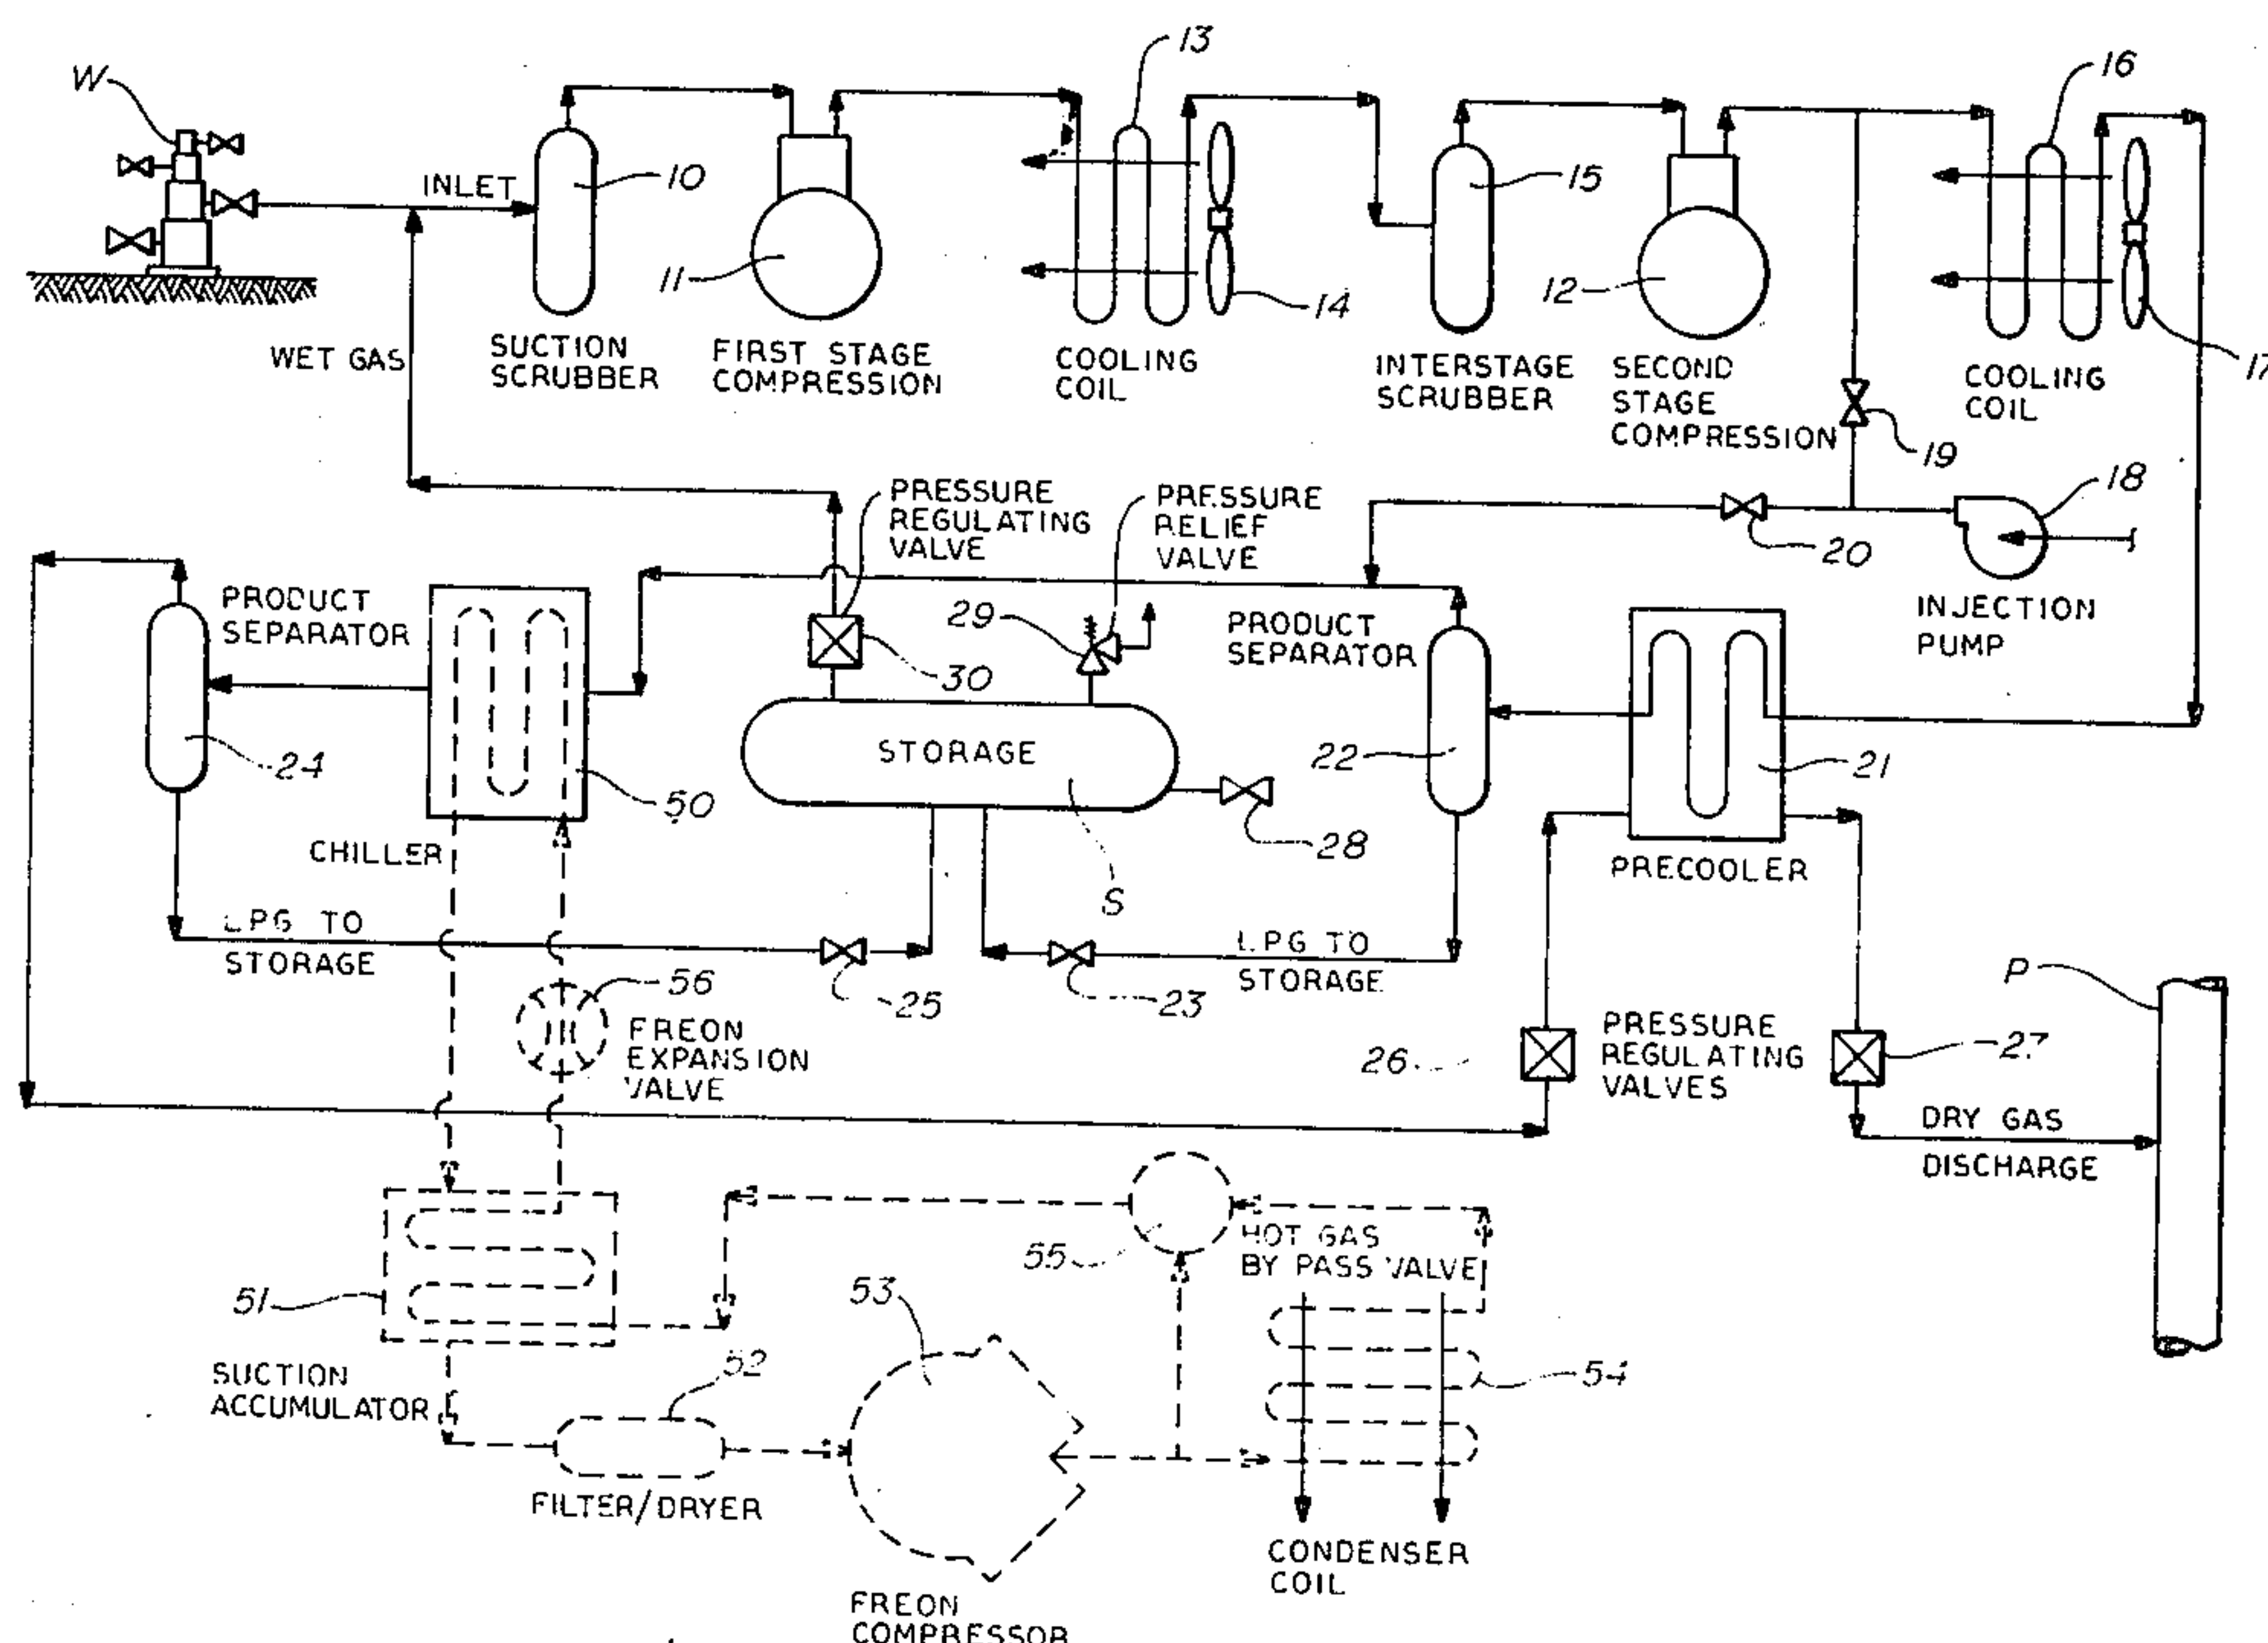 13
16
W
INLET
10
15
11
14
12
17
WET GAS
SUCTION
SCRUBBER
FIRST STAGE
COMPRESSION
COOLING
COIL
INTERSTAGE
SCRUBBER
SECOND
STAGE
COMPRESSION
COOLING
COIL
19
PRESSURE
REGULATING
VALVE
PRESSURE
RELIEF
VALVE
18
20
PRODUCT
SEPARATOR
29
30
PRODUCT
SEPARATOR
INJECTION
PUMP
24
50
STORAGE
22
21
CHILLER
28
S
PRECOOLER
LPG TO
STORAGE
25
23
LPG TO
STORAGE
P
56
FREON
EXPANSION
VALVE
26
PRESSURE
REGULATING
VALVES
27
DRY GAS
DISCHARGE
55
HOT GAS
BY PASS VALVE
51
53
52
54
SUCTION
ACCUMULATOR
FILTER/DRYER
CONDENSER
COIL
FREON
COMPRESSOR